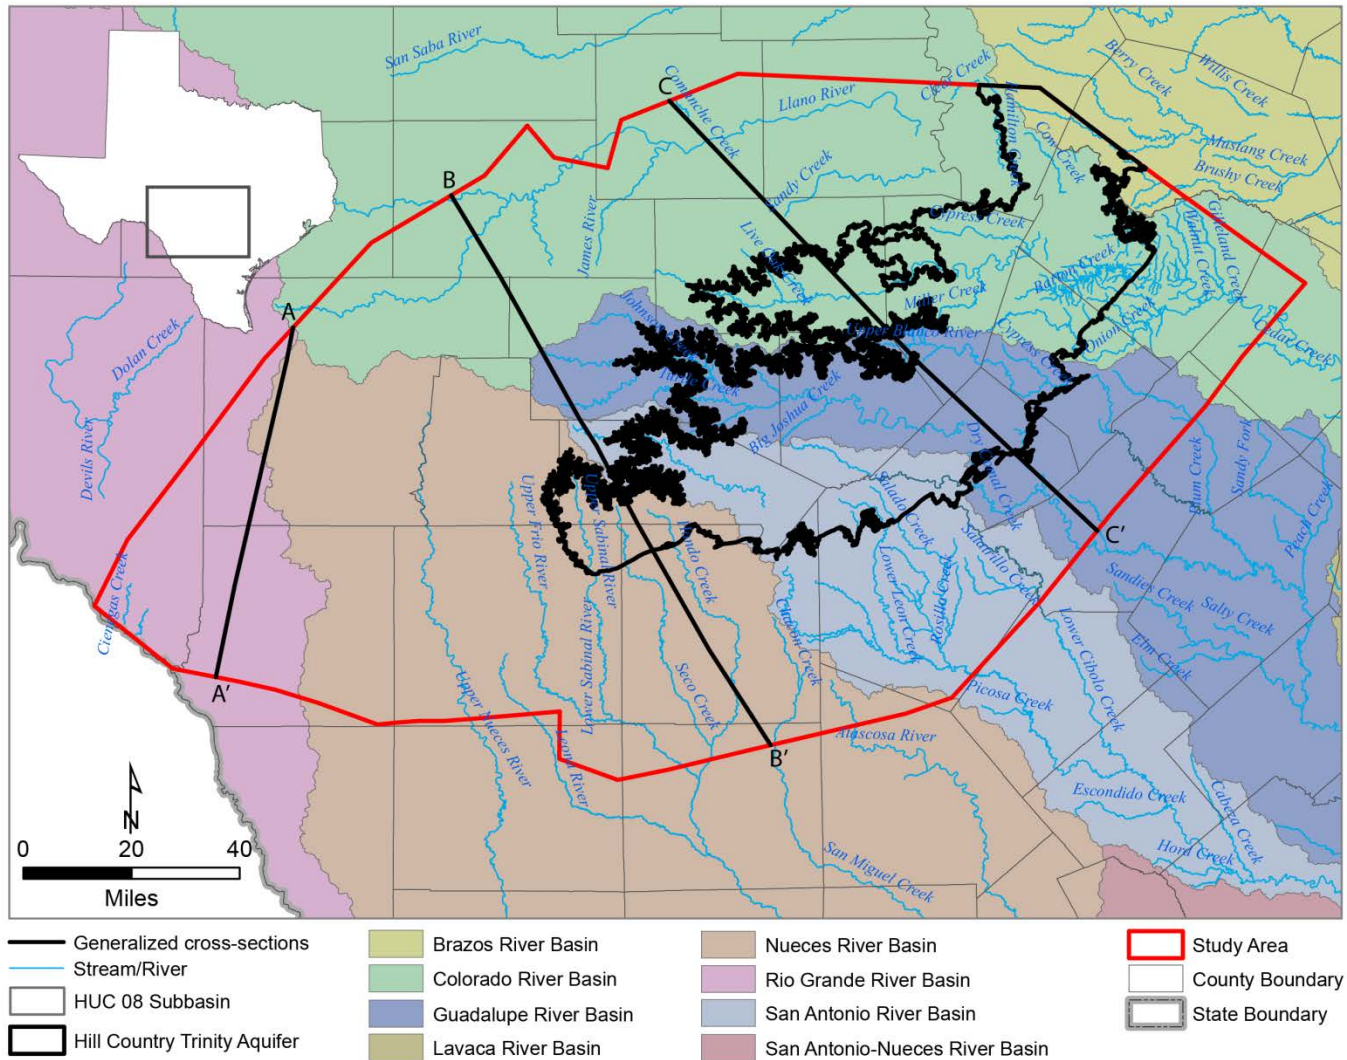 San Saba River
Comanche Creek
C
Llano River
Clear Creek
Hamilton Creek
Cow Creek
Berry Creek
Willis Creek
Mustang Creek
Brushy Creek
B
Sandy Creek
James River
Cypress Creek
Live Oak Creek
Walnut Creek
Gilleland Creek
Barton Creek
Miller Creek
A
Dolan Creek
Johnson Creek
Upper Blanco River
Cypress Creek
Onion Creek
Cedar Creek
Turtle Creek
Big Joshua Creek
Devils River
Upper Frio River
Upper Sabinal River
Hondo Creek
Salado Creek
Dry Comal Creek
Plum Creek
Sandy Fork
Peach Creek
C'
Salitrillo Creek
Lower Leon Creek
Rosillo Creek
Sandies Creek
Salty Creek
Elm Creek
Cienegas Creek
Chacon Creek
Lower Sabinal River
Seco Creek
Lower Cibolo Creek
Picosa Creek
A'
Upper Nueces River
Leona River
B'
Atascosa River
Escondido Creek
Cabeza Creek
Hord Creek
San Miguel Creek
N
0 20 40
Miles
Generalized cross-sections
Stream/River
HUC 08 Subbasin
Hill Country Trinity Aquifer
Brazos River Basin
Colorado River Basin
Guadalupe River Basin
Lavaca River Basin
Nueces River Basin
Rio Grande River Basin
San Antonio River Basin
San Antonio-Nueces River Basin
Study Area
County Boundary
State Boundary